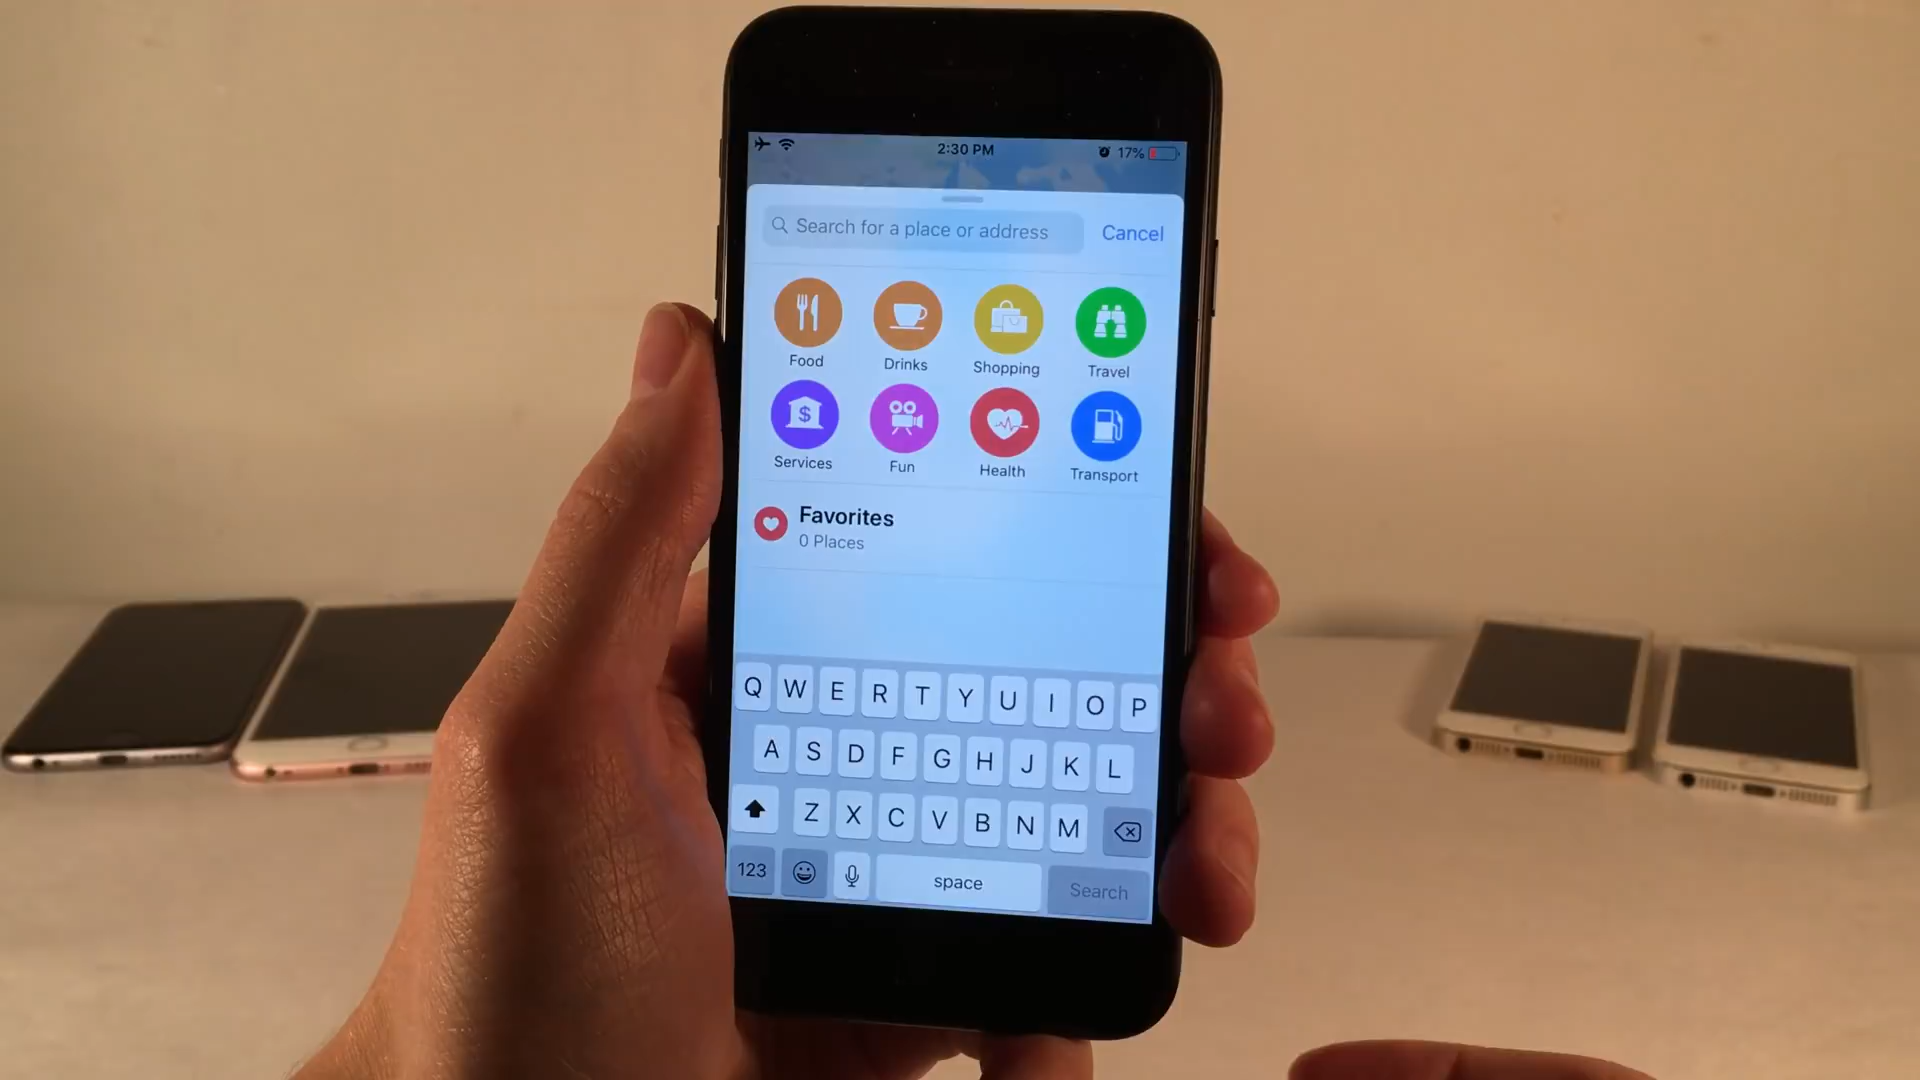 2:30 PM
17%
Search for a place or address
Cancel
Food
Drinks
Shopping
Travel
$
Services
Fun
Health
Transport
Favorites
0 Places
Q W E R T Y U I O P
A S D F G H J K L
Z X C V B N M
123
space
Search